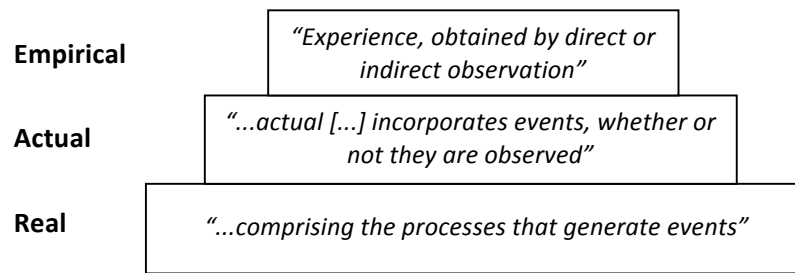 Empirical
“Experience, obtained by direct or
indirect observation”
Actual
“...actual [...] incorporates events, whether or
not they are observed”
Real
“...comprising the processes that generate events”